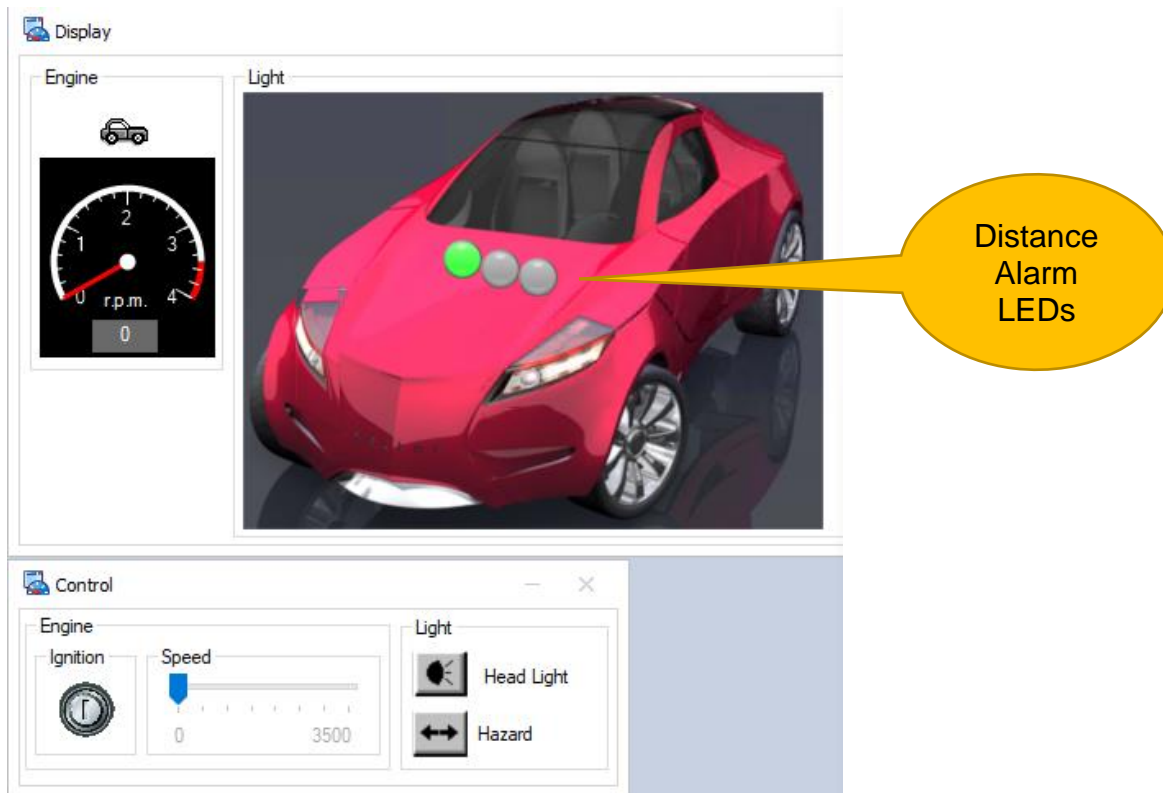 Display
Engine
Light
2
1
3
0
r.p.m.
4
0
Distance
Alarm
LEDs
Control
Engine
Light
Ignition
Speed
Head Light
0
3500
Hazard